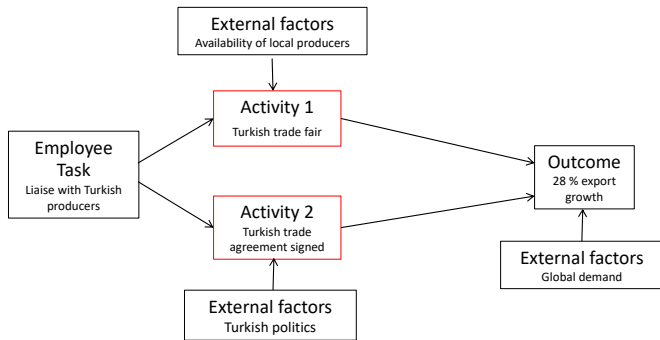 External factors
Availability of local producers
Activity 1
Turkish trade fair
Employee
Task
Liaise with Turkish
producers
Outcome
28 % export
growth
Activity 2
Turkish trade
agreement signed
External factors
Global demand
External factors
Turkish politics